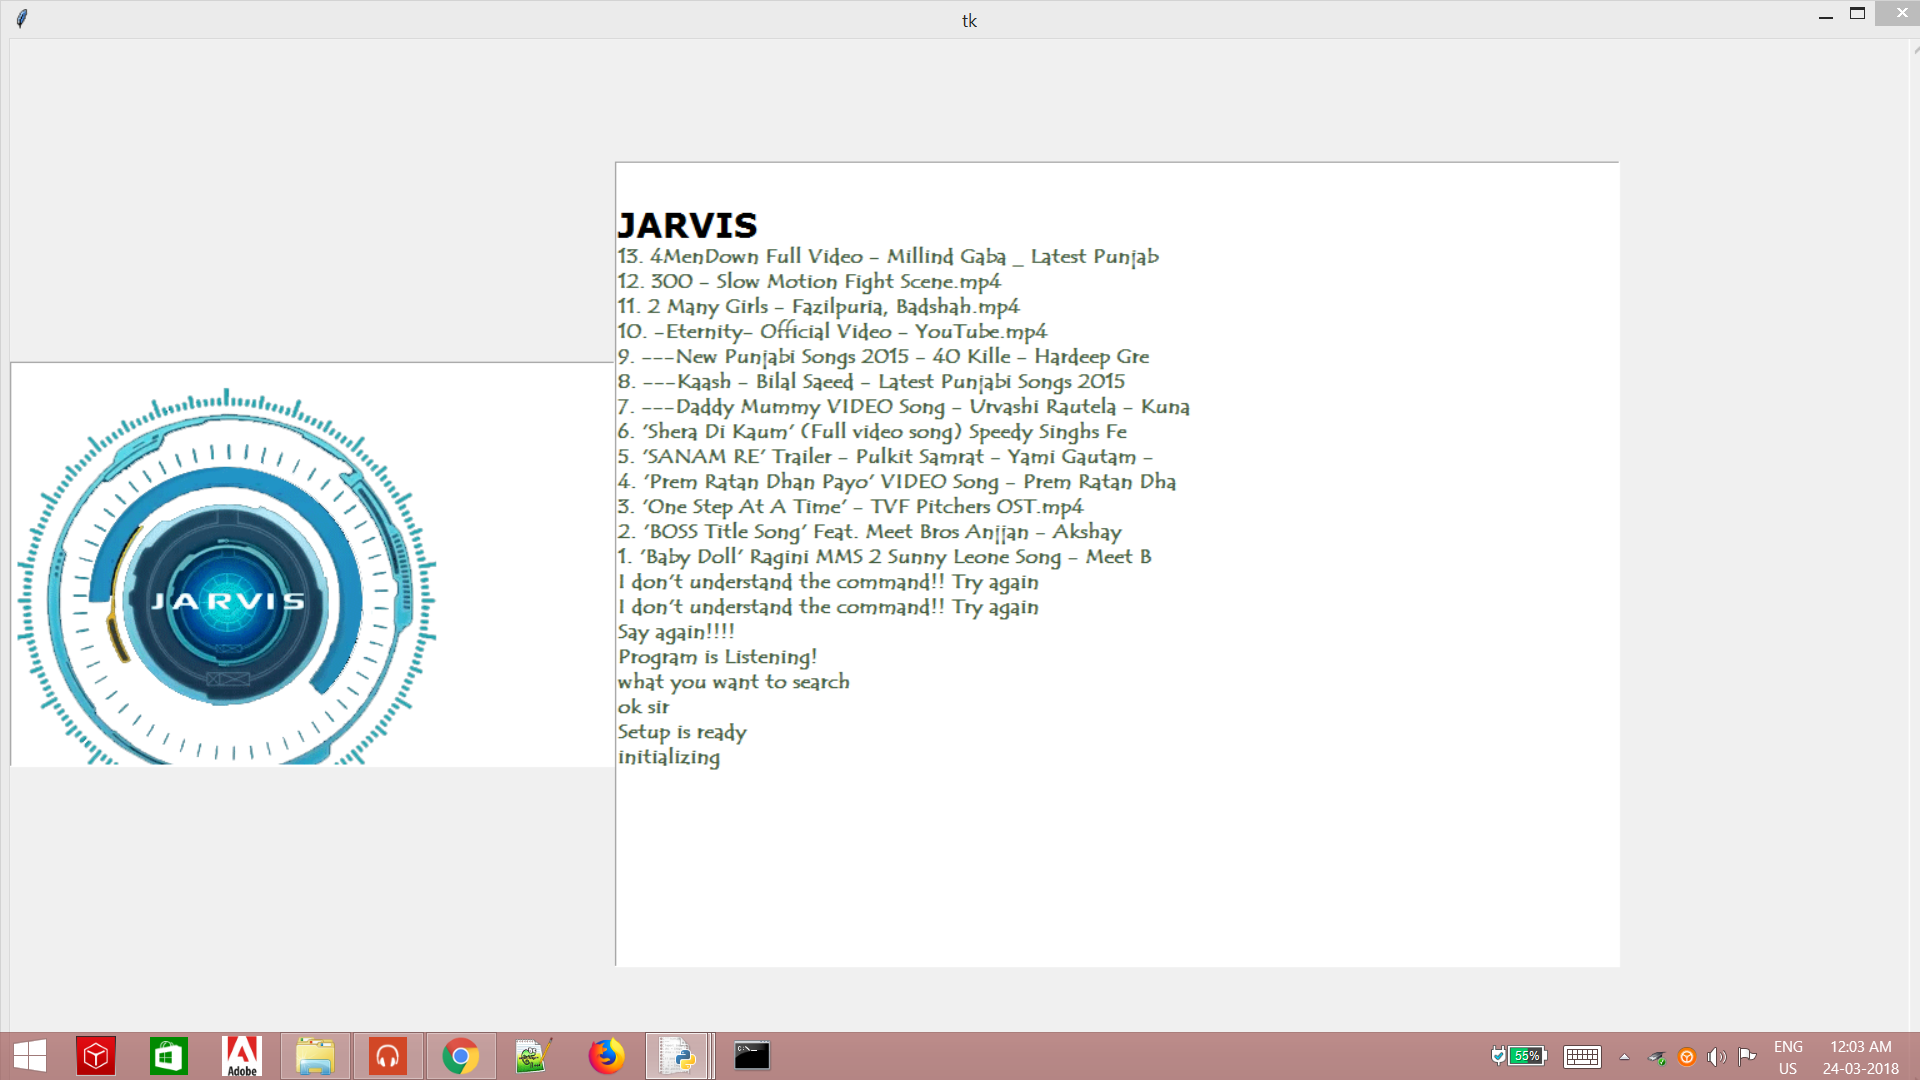 tk
JARVIS
13. 4MenDown Full Video - Millind Gaba _ Latest Punjab
12. 300 - Slow Motion Fight Scene.mp4
11. 2 Many Girls - Fazilpuria, Badshah.mp4
10. -Eternity- Official Video - YouTube.mp4
9. ---New Punjabi Songs 2015 - 40 Kille - Hardeep Gre
8. ---Kaash - Bilal Saeed - Latest Punjabi Songs 2015
7. ---Daddy Mummy VIDEO Song - Urvashi Rautela - Kuna
6. 'Shera Di Kaum' (Full video song) Speedy Singhs Fe
5. 'SANAM RE' Trailer - Pulkit Samrat - Yami Gautam -
4. 'Prem Ratan Dhan Payo' VIDEO Song - Prem Ratan Dha
3. 'One Step At A Time' - TVF Pitchers OST.mp4
2. 'BOSS Title Song' Feat. Meet Bros Anjjan - Akshay
1. 'Baby Doll' Ragini MMS 2 Sunny Leone Song - Meet B
I don't understand the command!! Try again
I don't understand the command!! Try again
Say again!!!!
Program is Listening!
what you want to search
ok sir
Setup is ready
initializing
JARVIS
Adobe
55%
ENG
US
12:03 AM
24-03-2018